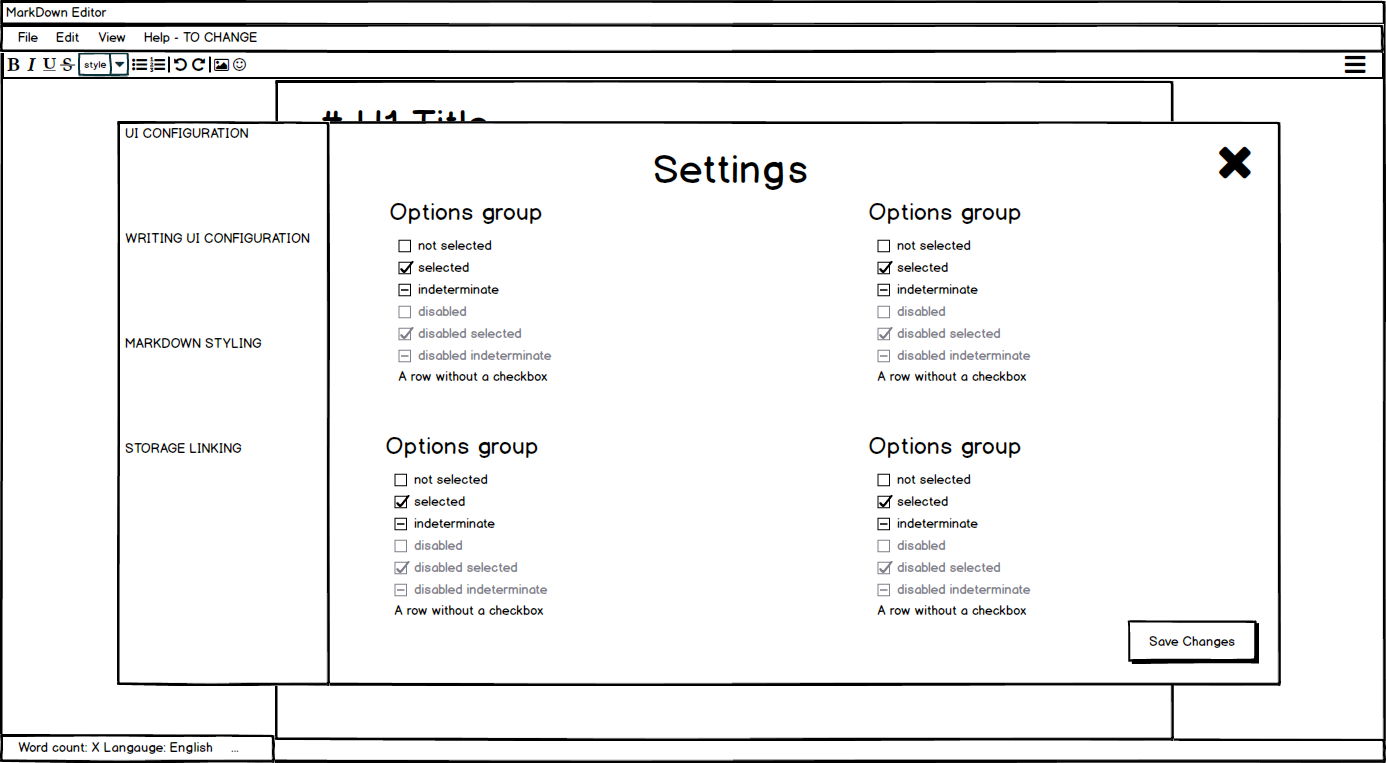 MarkDown Editor
File Edit View Help - TO CHANGE
B I U S style
# H1 Title
UI CONFIGURATION
WRITING UI CONFIGURATION
MARKDOWN STYLING
STORAGE LINKING
Settings
Options group
not selected
selected
indeterminate
disabled
disabled selected
disabled indeterminate
A row without a checkbox
Options group
not selected
selected
indeterminate
disabled
disabled selected
disabled indeterminate
A row without a checkbox
Options group
not selected
selected
indeterminate
disabled
disabled selected
disabled indeterminate
A row without a checkbox
Options group
not selected
selected
indeterminate
disabled
disabled selected
disabled indeterminate
A row without a checkbox
Save Changes
Word count: X Langauge: English ...